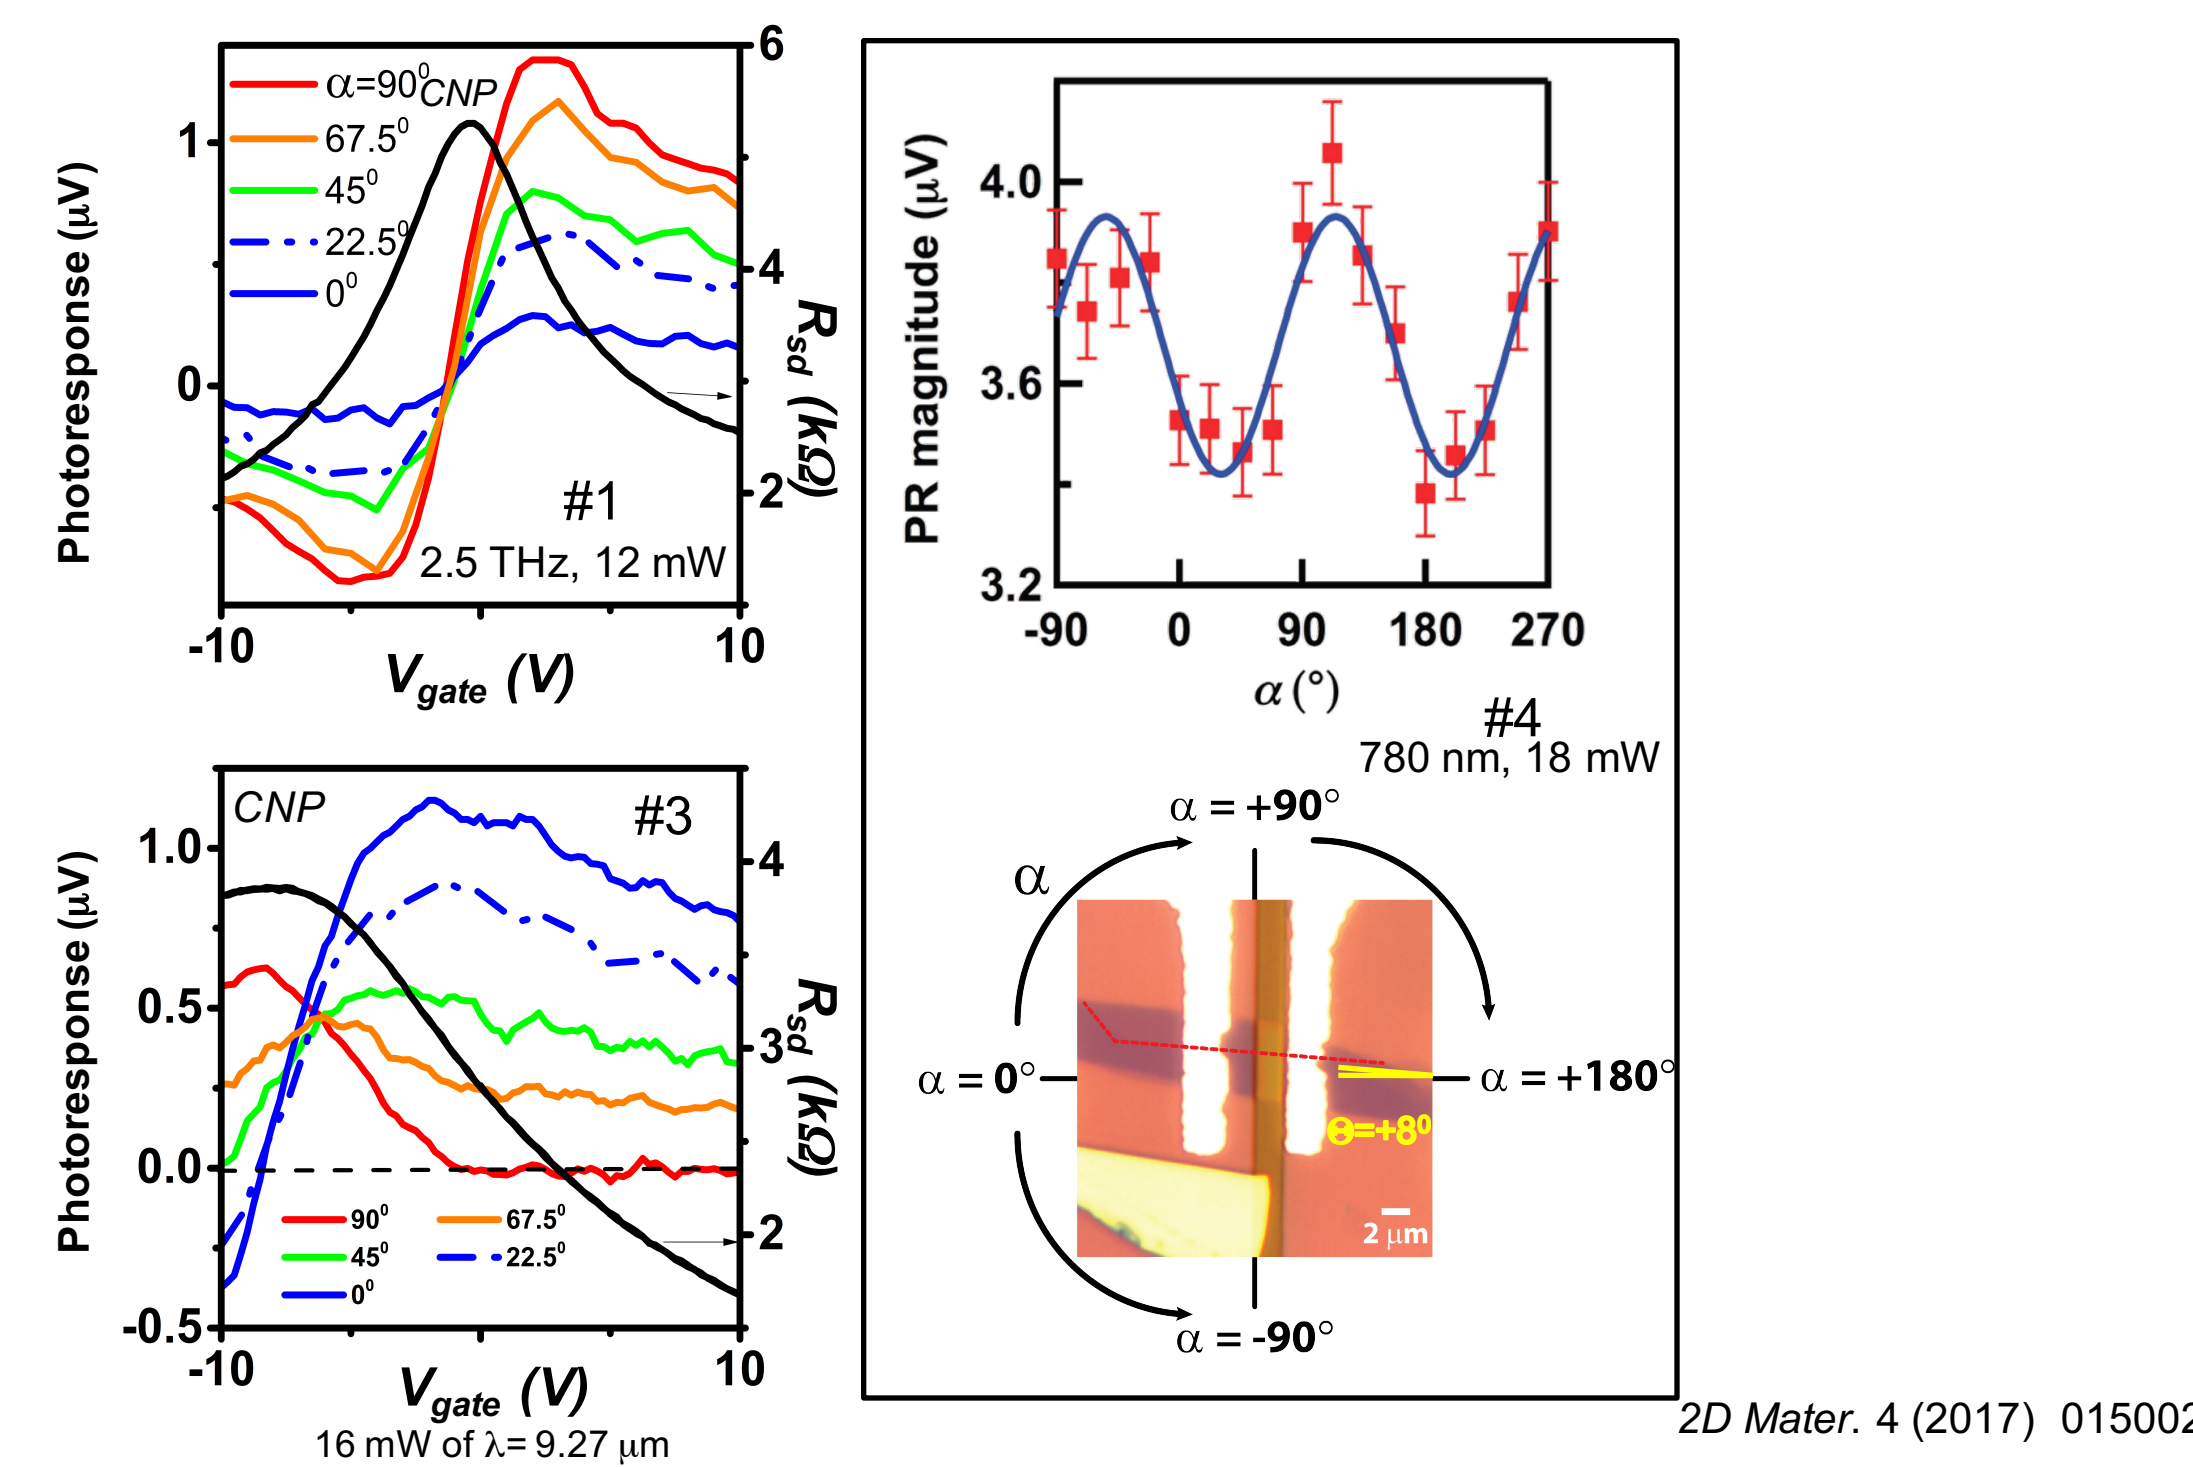 α=90⁰
CNP
67.5⁰
45⁰
22.5⁰
0⁰
1
0
Photoresponse (μV)
6
4
2
R_sd (kΩ)
#1
2.5 THz, 12 mW
-10
10
V_gate (V)
CNP
#3
1.0
0.5
0.0
-0.5
Photoresponse (μV)
4
3
2
R_sd (kΩ)
90⁰
67.5⁰
45⁰
22.5⁰
0⁰
-10
10
V_gate (V)
16 mW of λ= 9.27 μm
4.0
3.6
3.2
PR magnitude (μV)
-90
0
90
180
270
α (°)
#4
780 nm, 18 mW
α = +90°
α
α = 0°
α = +180°
Θ=+8⁰
2 μm
α = -90°
2D Mater. 4 (2017) 015002